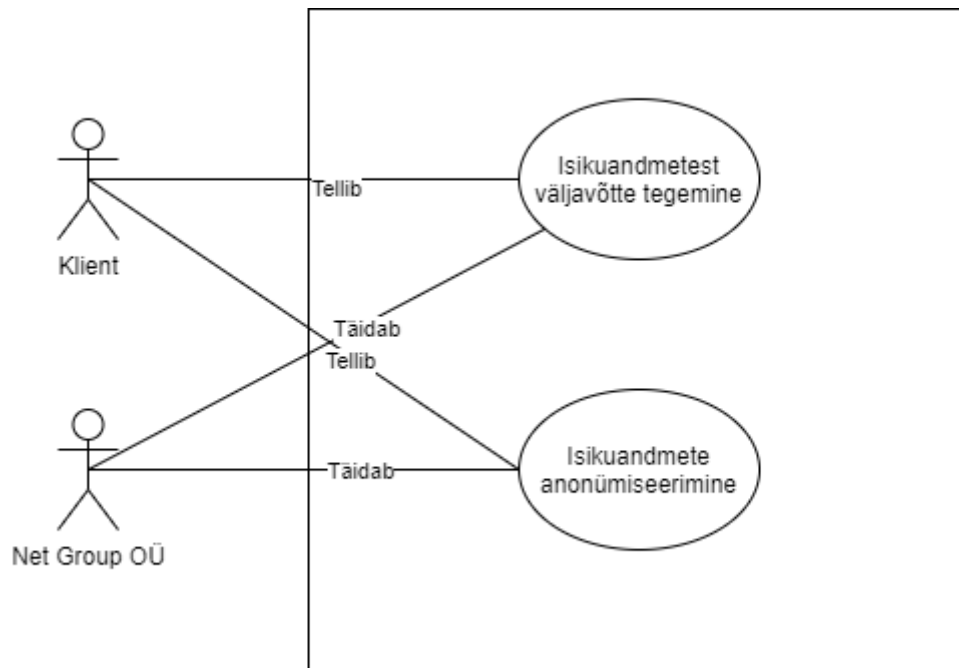 Isikuandmetest
väljavõtte tegemine
Tellib
Klient
Täidab
Tellib
Isikuandmete
anonümiseerimine
Täidab
Net Group OÜ